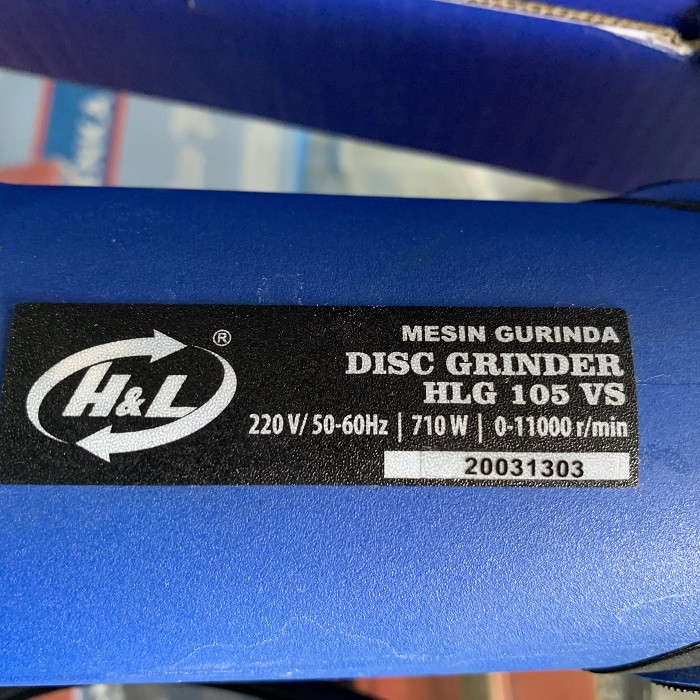 H&L®
MESIN GURINDA
DISC GRINDER
HLG 105 VS
220 V/ 50-60Hz | 710 W | 0-11000 r/min
20031303